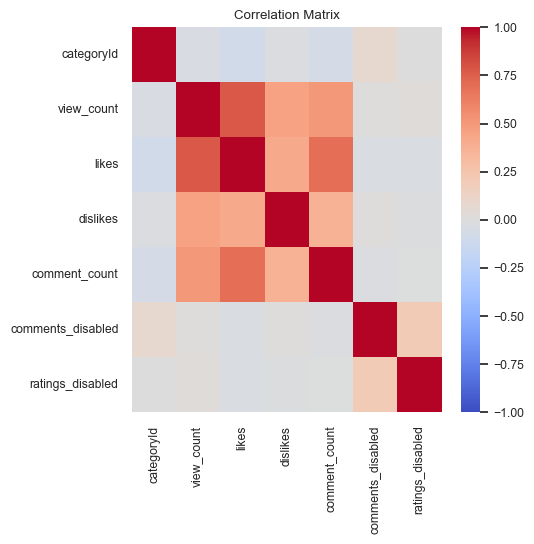 Correlation Matrix
categoryId
view_count
likes
dislikes
comment_count
comments_disabled
ratings_disabled
categoryId
view_count
likes
dislikes
comment_count
comments_disabled
ratings_disabled
1.00
0.75
0.50
0.25
0.00
−0.25
−0.50
−0.75
−1.00